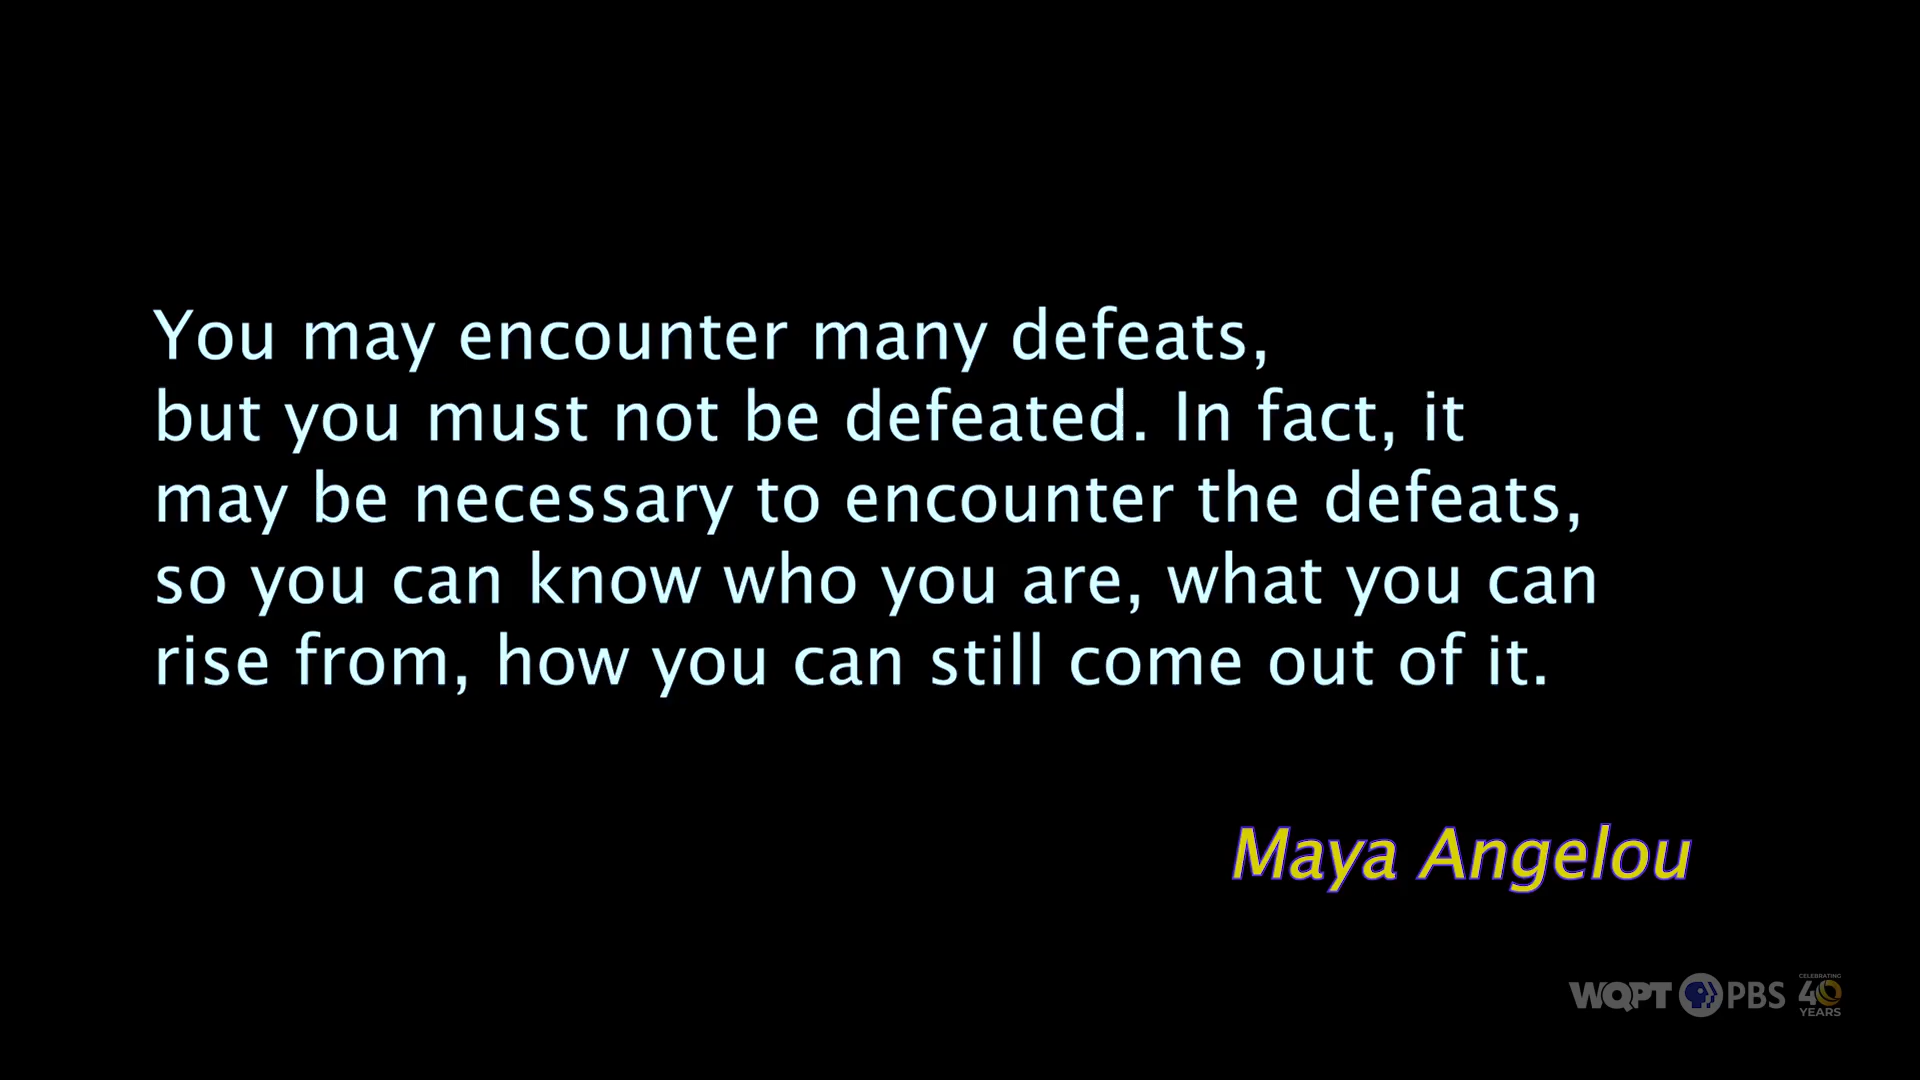 You may encounter many defeats,
but you must not be defeated. In fact, it
may be necessary to encounter the defeats,
so you can know who you are, what you can
rise from, how you can still come out of it.
Maya Angelou
WQPT PBS
CELEBRATING
40
YEARS